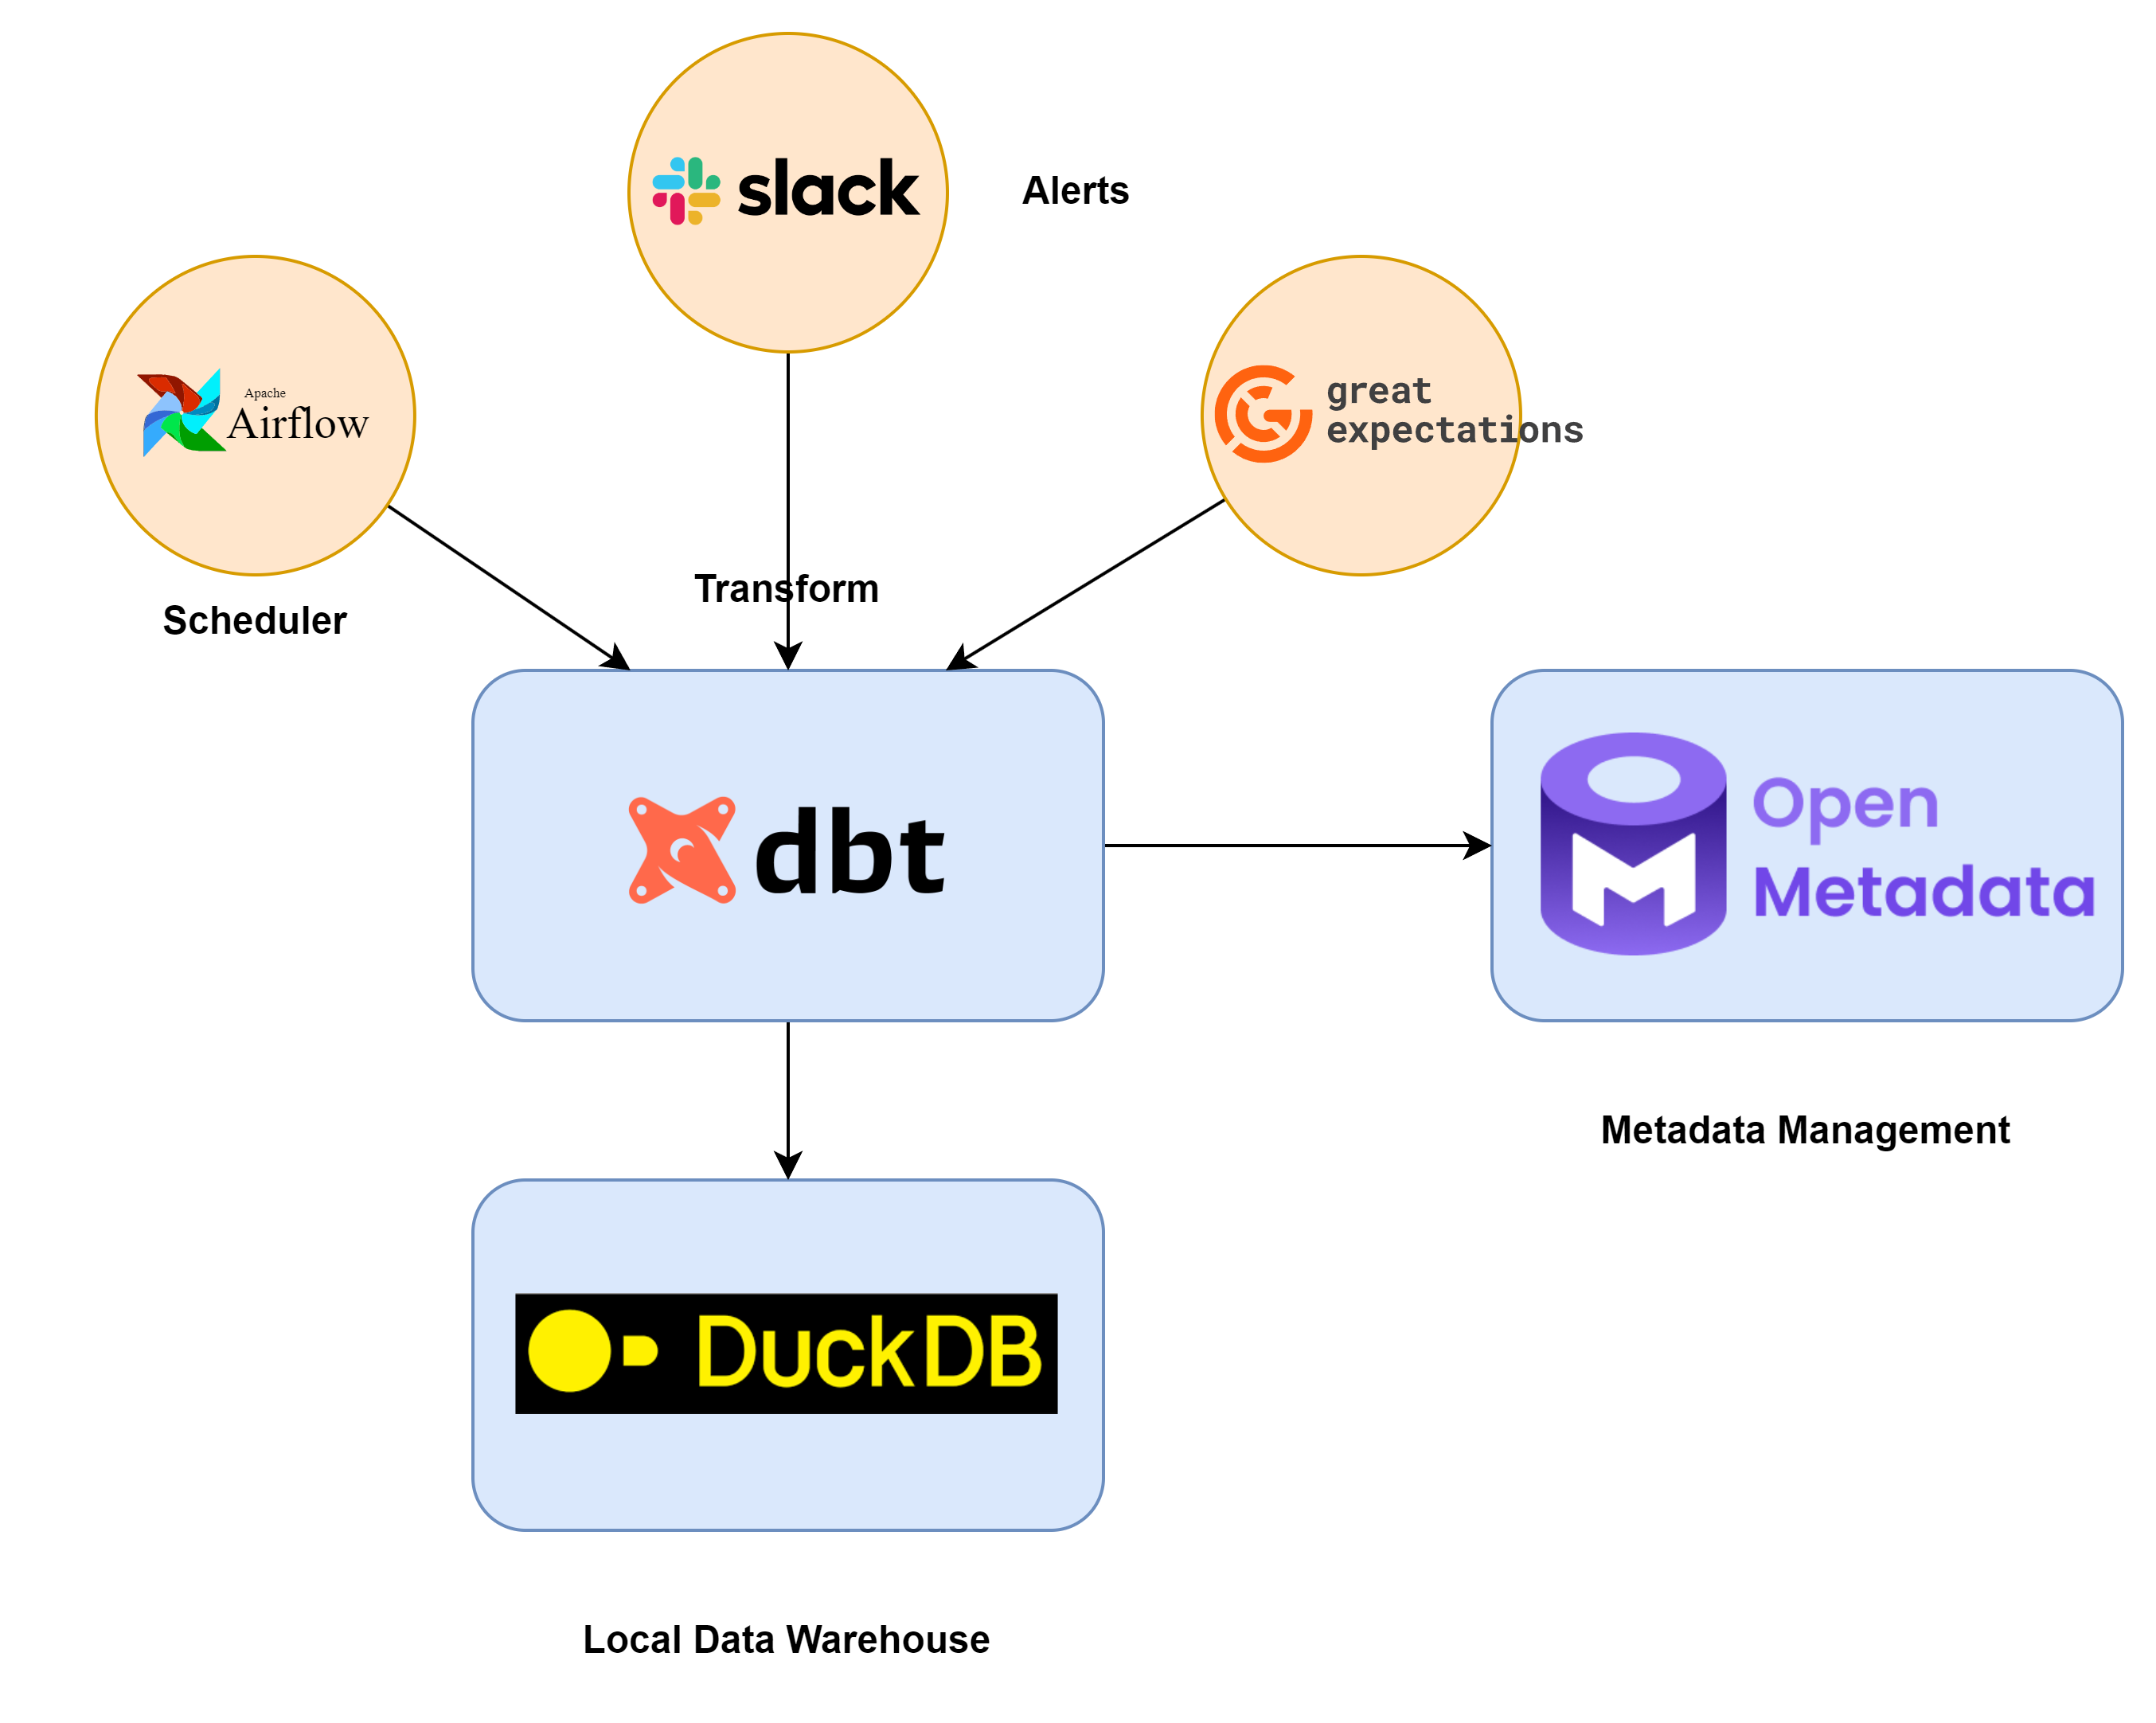 slack
Alerts
Apache
Airflow
great
expectations
Transform
Scheduler
dbt
Open
Metadata
Metadata Management
DuckDB
Local Data Warehouse